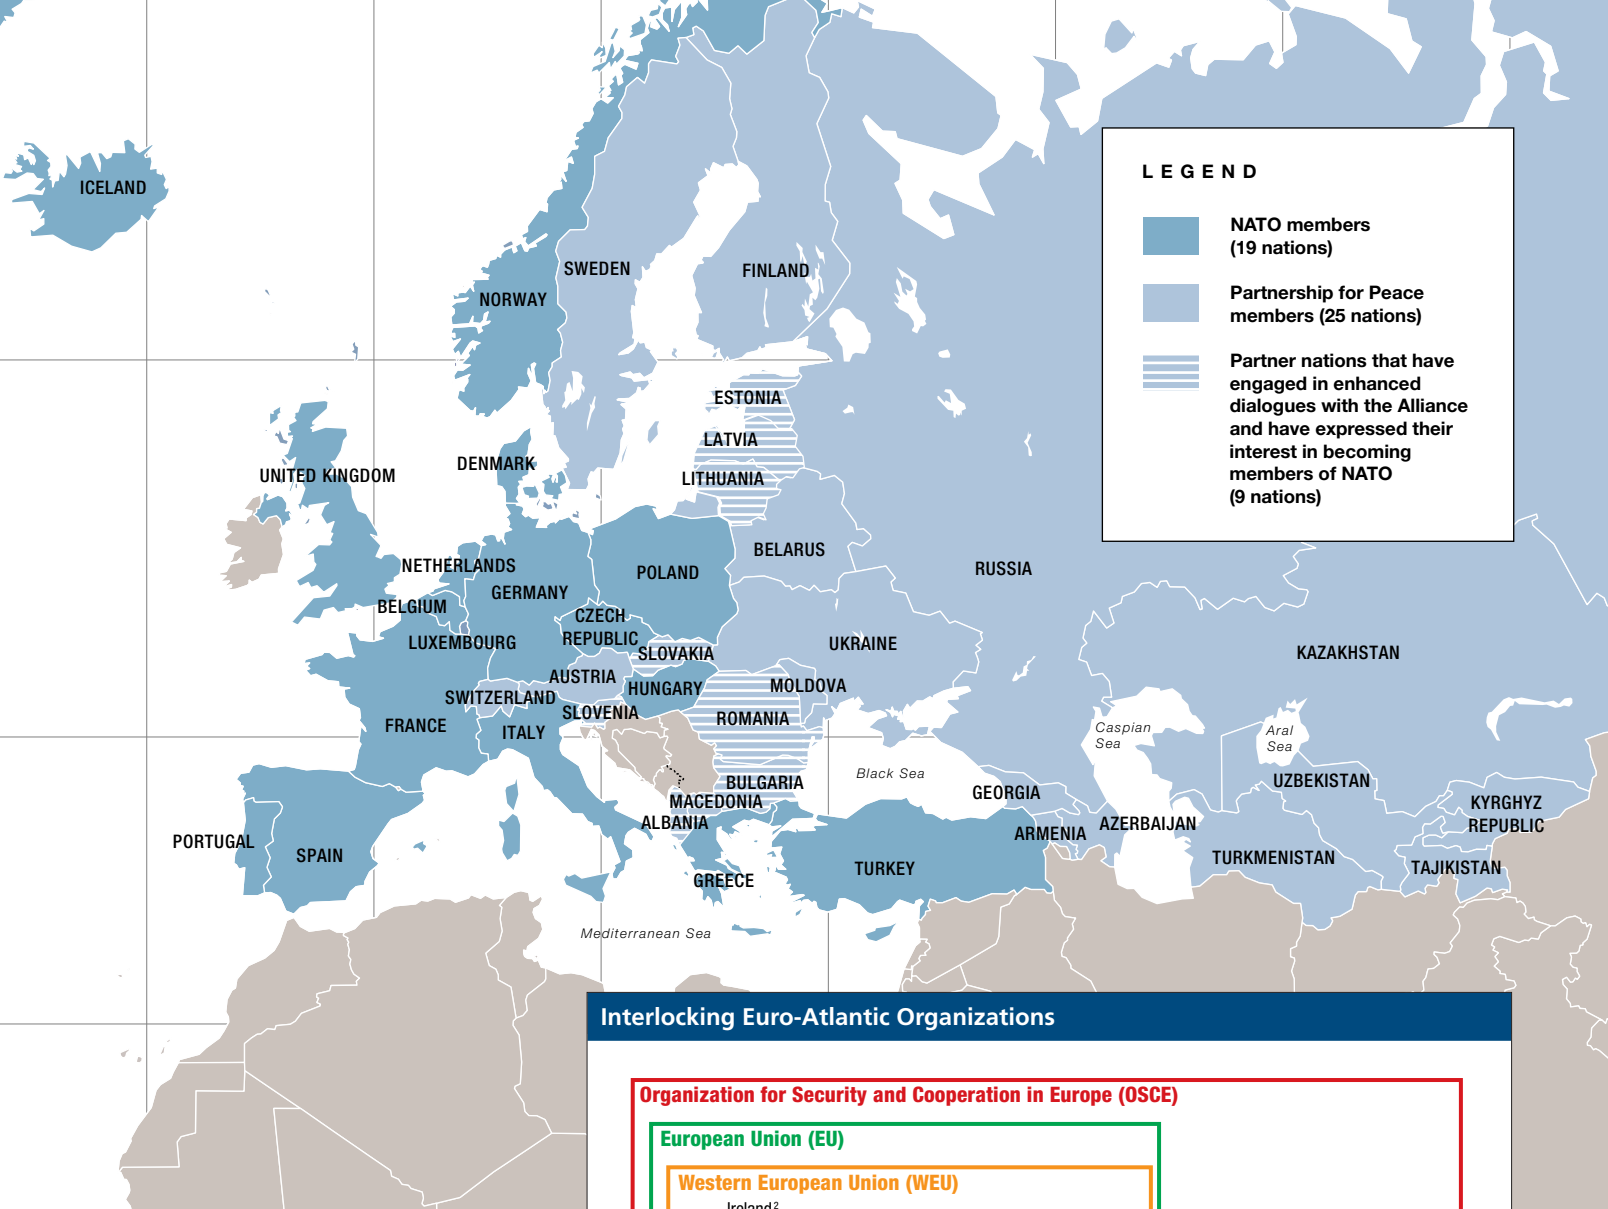 ICELAND
SWEDEN
FINLAND
NORWAY
ESTONIA
LATVIA
LITHUANIA
DENMARK
UNITED KINGDOM
BELARUS
NETHERLANDS
POLAND
RUSSIA
GERMANY
BELGIUM
CZECH
REPUBLIC
LUXEMBOURG
SLOVAKIA
UKRAINE
KAZAKHSTAN
AUSTRIA
HUNGARY
MOLDOVA
SWITZERLAND
SLOVENIA
ROMANIA
FRANCE
ITALY
Caspian
Sea
Aral
Sea
Black Sea
BULGARIA
UZBEKISTAN
GEORGIA
MACEDONIA
KYRGHYZ
REPUBLIC
ALBANIA
ARMENIA
AZERBAIJAN
PORTUGAL
SPAIN
TURKEY
GREECE
TURKMENISTAN
TAJIKISTAN
Mediterranean Sea
LEGEND
NATO members
(19 nations)
Partnership for Peace
members (25 nations)
Partner nations that have
engaged in enhanced
dialogues with the Alliance
and have expressed their
interest in becoming
members of NATO
(9 nations)
Interlocking Euro-Atlantic Organizations
Organization for Security and Cooperation in Europe (OSCE)
European Union (EU)
Western European Union (WEU)
Ireland²